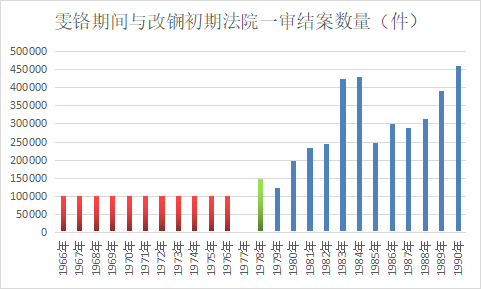 雯铬期间与改锎初期法院一审结案数量（件）
500000
450000
400000
350000
300000
250000
200000
150000
100000
50000
0
1966年
1967年
1968年
1969年
1970年
1971年
1972年
1973年
1974年
1975年
1976年
1977年
1978年
1979年
1980年
1981年
1982年
1983年
1984年
1985年
1986年
1987年
1988年
1989年
1990年